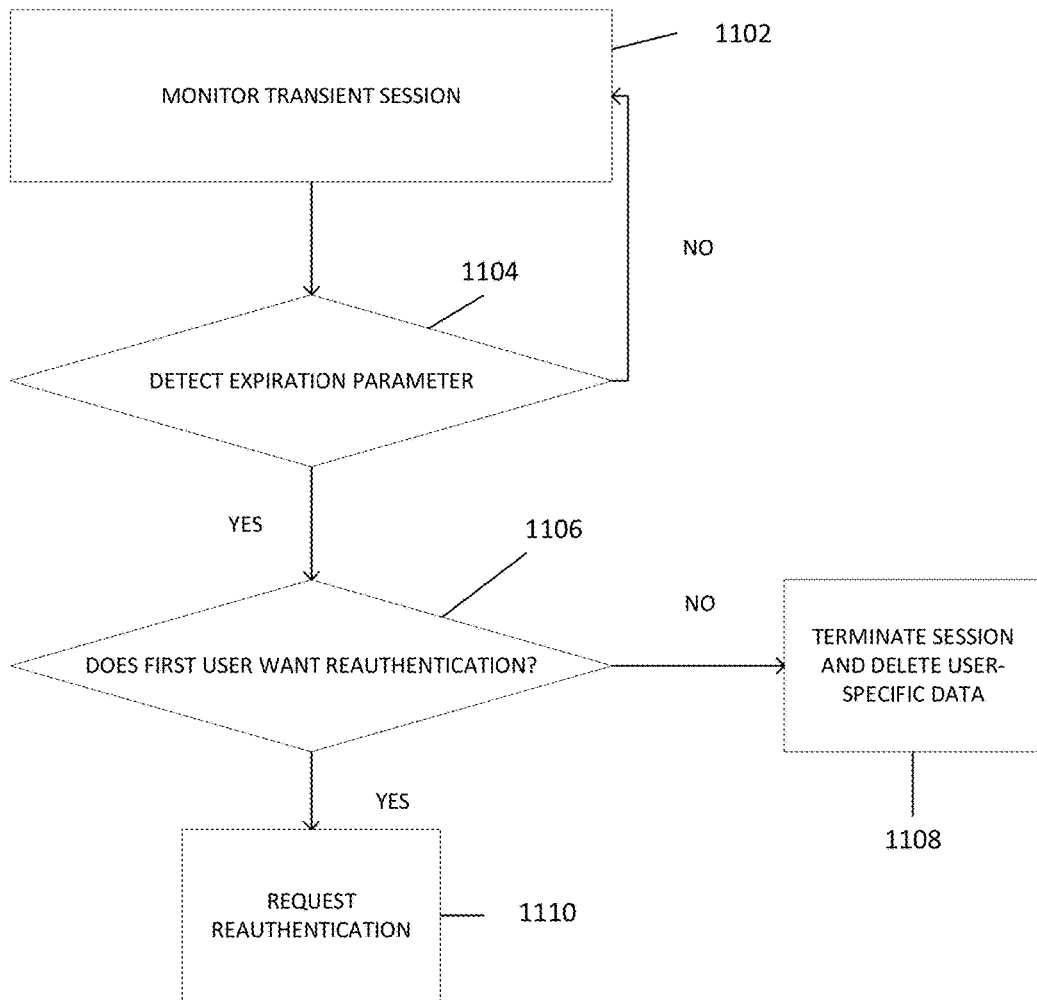 1102
MONITOR TRANSIENT SESSION
NO
1104
DETECT EXPIRATION PARAMETER
YES
1106
NO
DOES FIRST USER WANT REAUTHENTICATION?
TERMINATE SESSION
AND DELETE USER-
SPECIFIC DATA
YES
1108
REQUEST
REAUTHENTICATION
1110